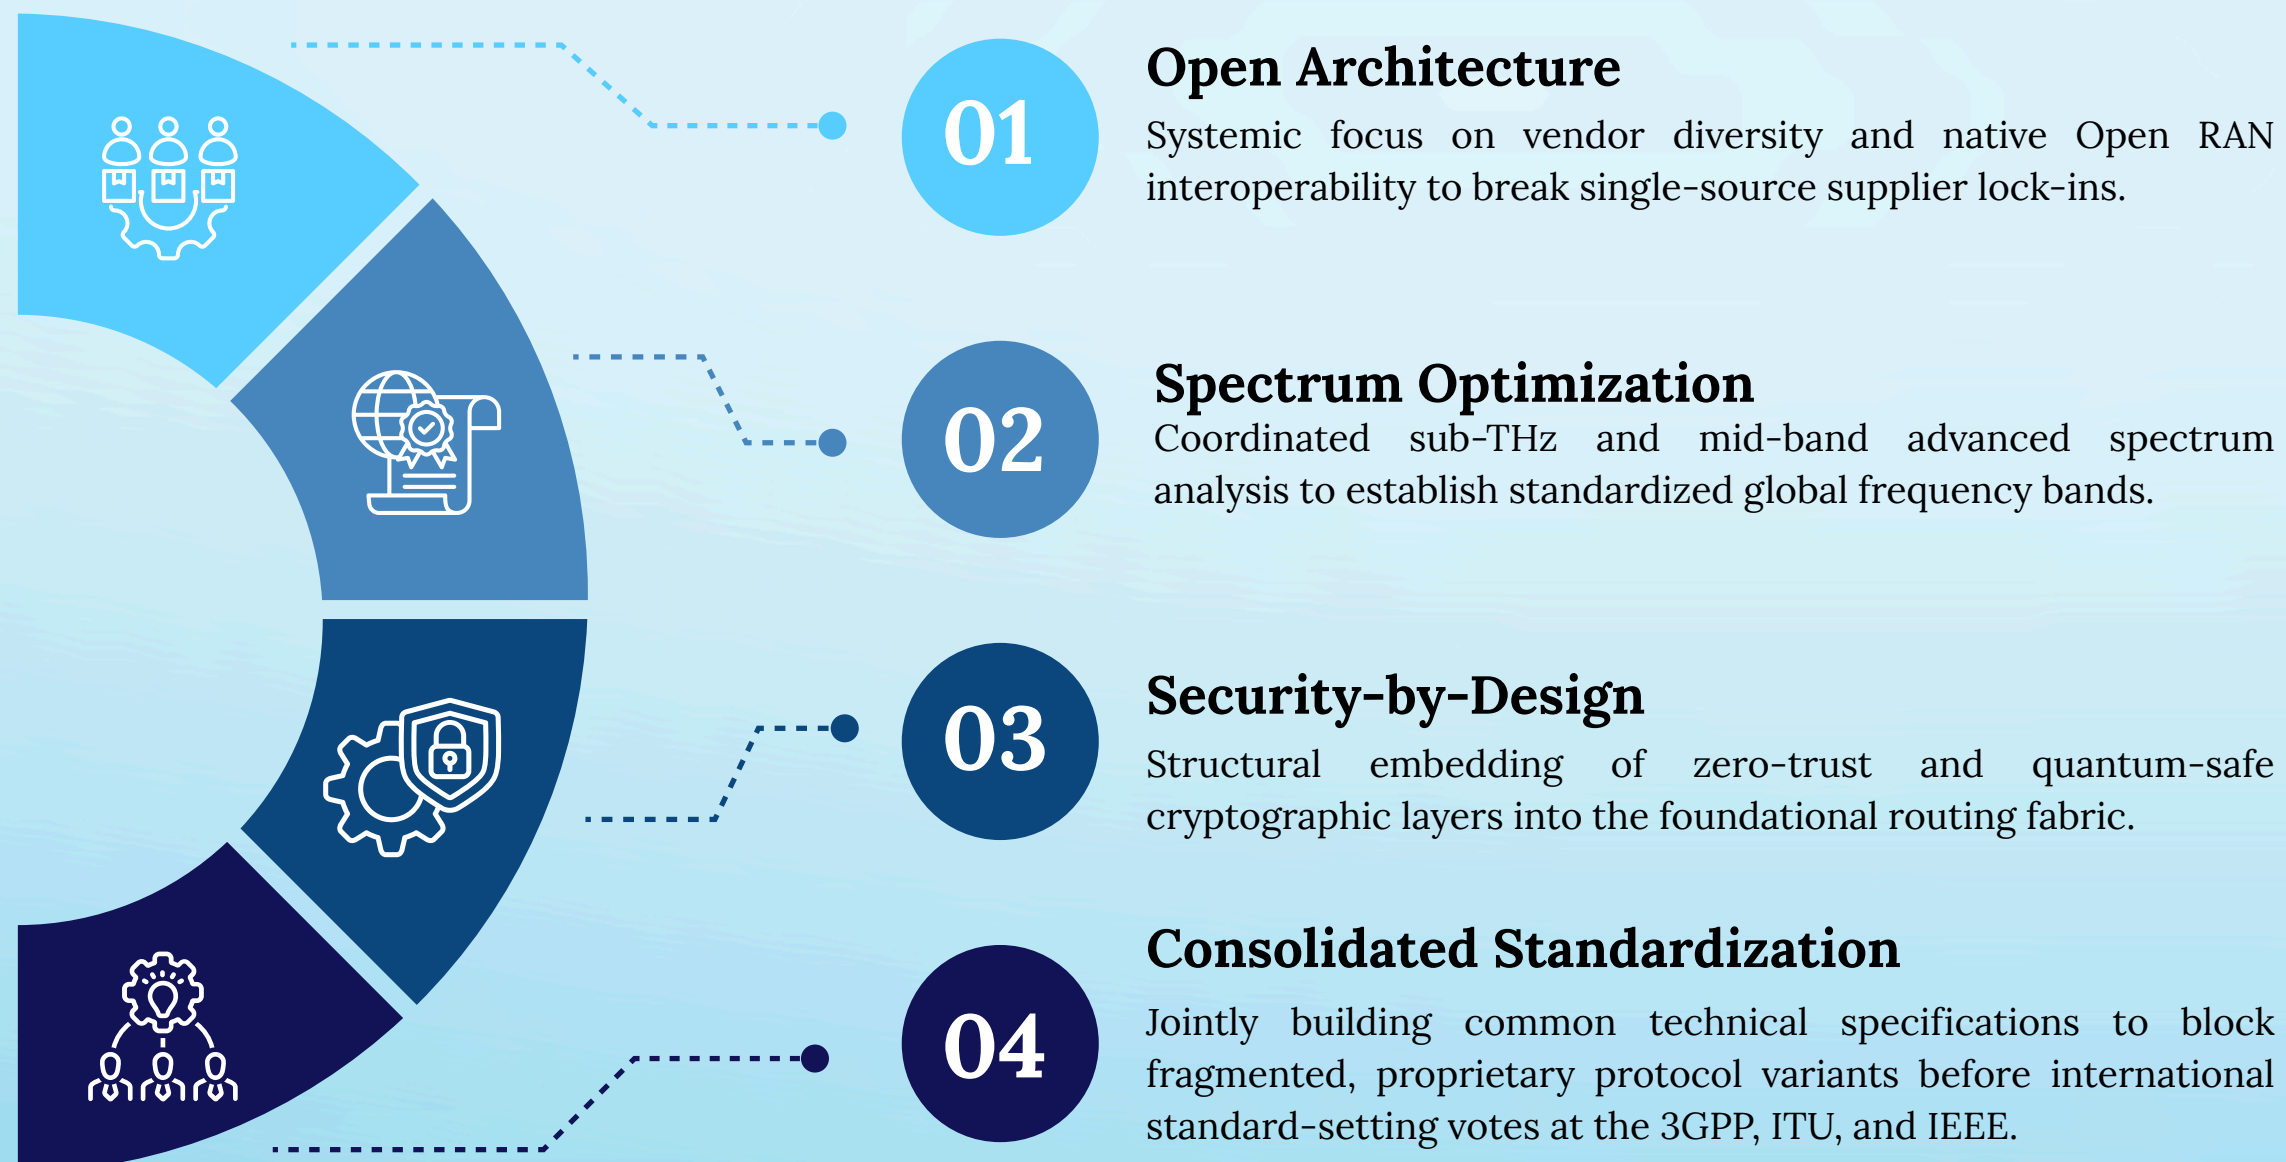 01
Open Architecture
Systemic focus on vendor diversity and native Open RAN
interoperability to break single-source supplier lock-ins.
02
Spectrum Optimization
Coordinated sub-THz and mid-band advanced spectrum
analysis to establish standardized global frequency bands.
03
Security-by-Design
Structural embedding of zero-trust and quantum-safe
cryptographic layers into the foundational routing fabric.
04
Consolidated Standardization
Jointly building common technical specifications to block
fragmented, proprietary protocol variants before international
standard-setting votes at the 3GPP, ITU, and IEEE.